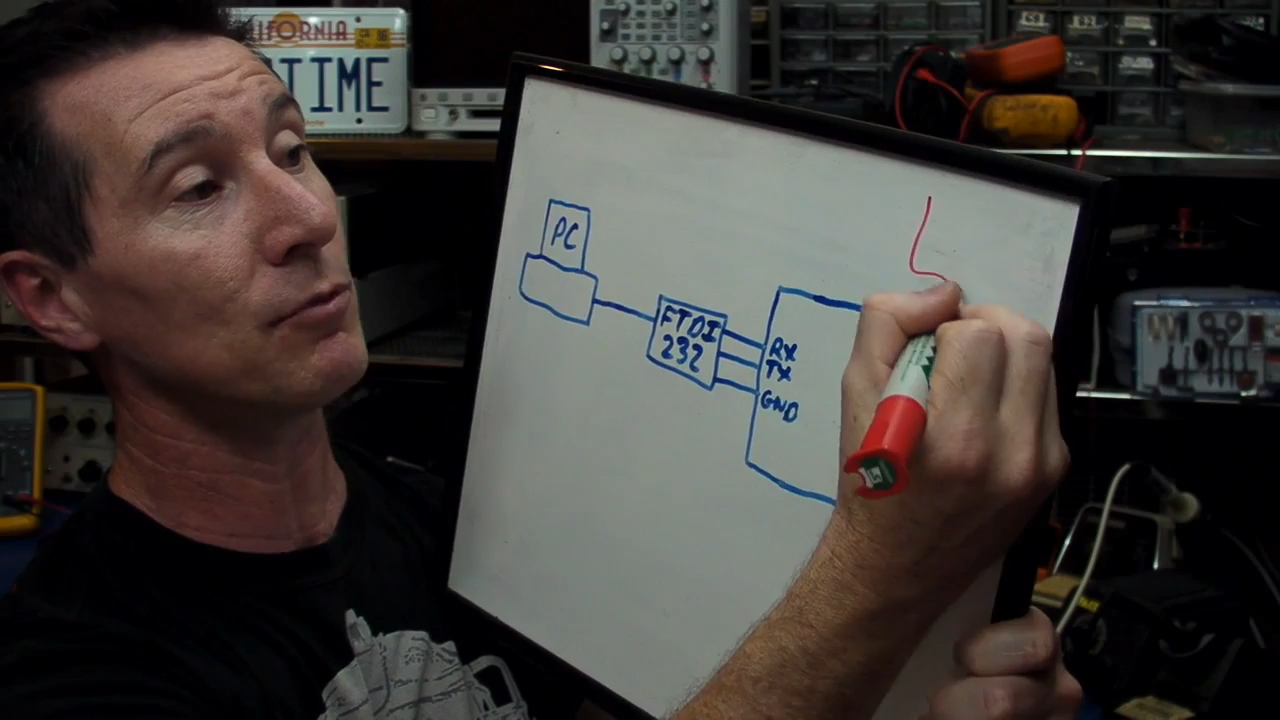 CALIFORNIA
TIME
PC
FTDI
232
RX
TX
GND